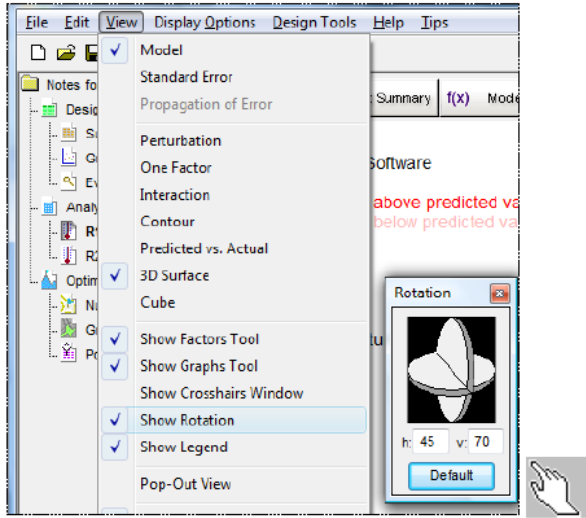 File Edit View Display Options Design Tools Help Tips
Model
Standard Error
Propagation of Error
Perturbation
One Factor
Interaction
Contour
Predicted vs. Actual
3D Surface
Cube
Show Factors Tool
Show Graphs Tool
Show Crosshairs Window
Show Rotation
Show Legend
Pop-Out View
Notes fo
Desig
Su
G
Ev
Analy
R1
R2
Optim
Nu
G
Po
Summary f(x) Mode
Software
above predicted va
below predicted va
tu
Rotation
h: 45 v: 70
Default